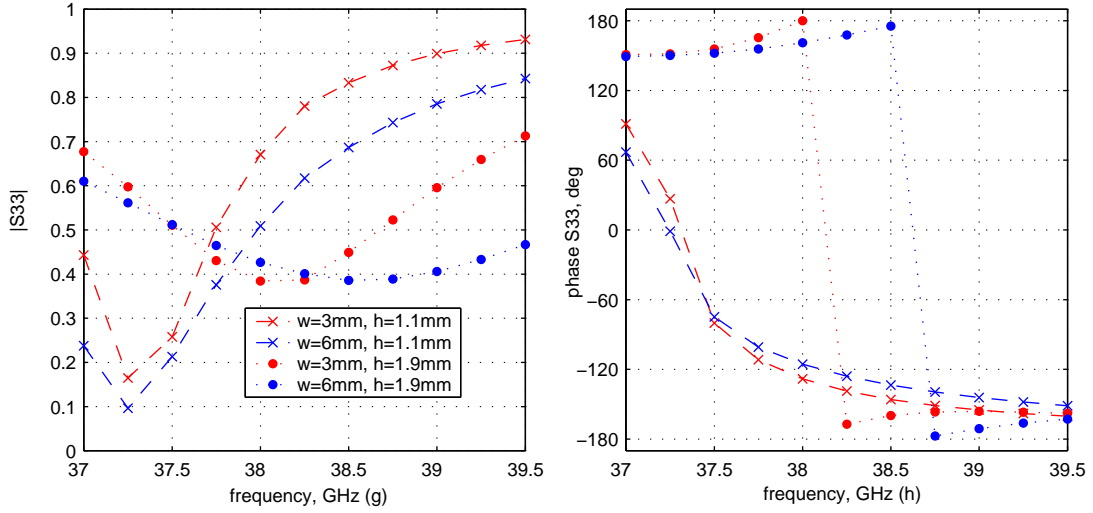 1
0.9
0.8
0.7
0.6
0.5
0.4
0.3
0.2
0.1
0
|S33|
w=3mm, h=1.1mm
w=6mm, h=1.1mm
w=3mm, h=1.9mm
w=6mm, h=1.9mm
37 37.5 38 38.5 39 39.5
frequency, GHz (g)
180
120
60
0
−60
−120
−180
phase S33, deg
37 37.5 38 38.5 39 39.5
frequency, GHz (h)